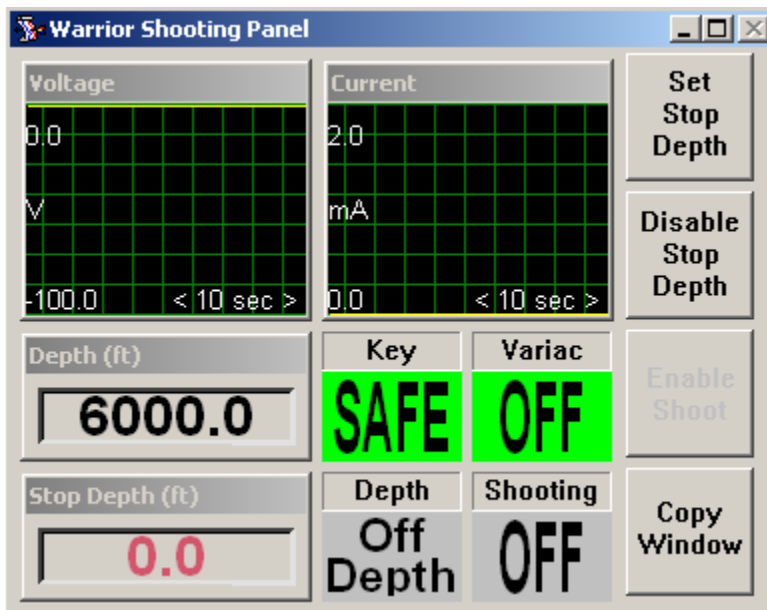 Warrior Shooting Panel
Voltage
0.0
V
-100.0 < 10 sec >
Current
2.0
mA
0.0 < 10 sec >
Set
Stop
Depth
Disable
Stop
Depth
Depth (ft)
6000.0
Key
SAFE
Variac
OFF
Enable
Shoot
Stop Depth (ft)
0.0
Depth
Off
Depth
Shooting
OFF
Copy
Window